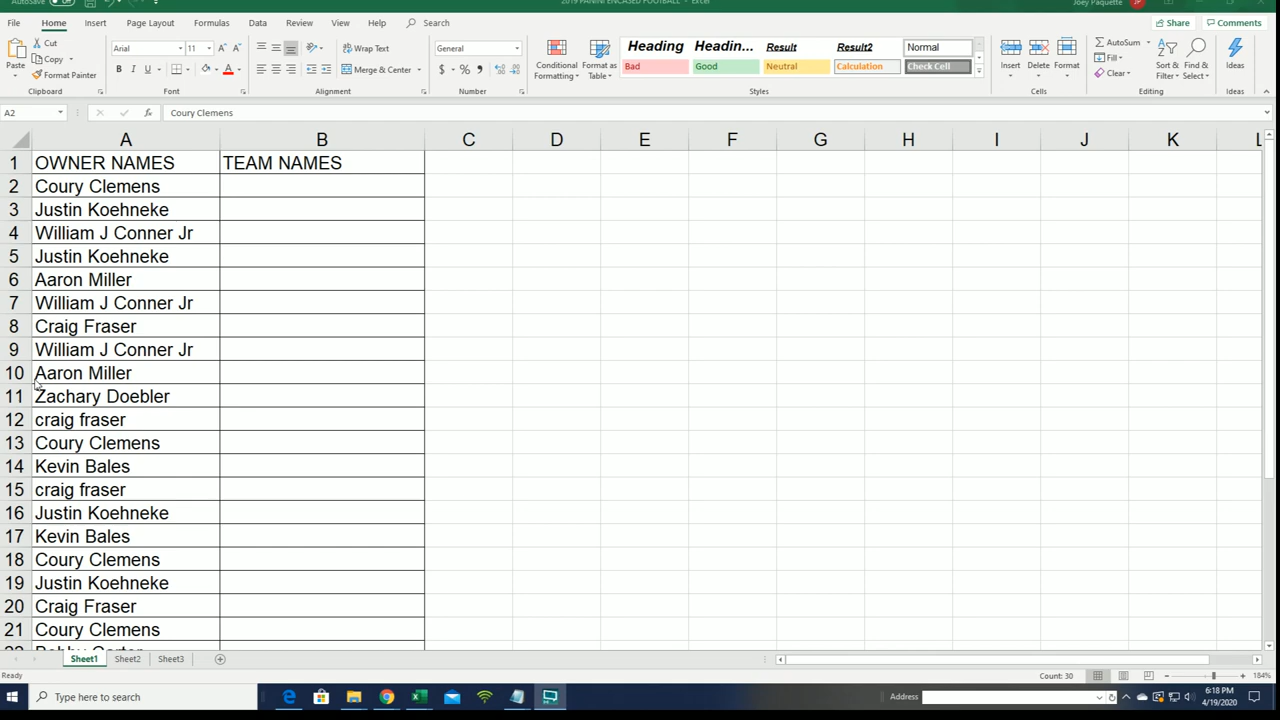 AutoSave Off 2019 PANINI ENCASED FOOTBALL - Excel Joey Paquette JP
File Home Insert Page Layout Formulas Data Review View Help Search Share Comments
Paste Cut Copy Format Painter Clipboard
Arial 11 A A B I U A Font
Wrap Text Merge & Center Alignment
General $ % Number
Conditional Formatting Format as Table
Heading Headin... Result Result2 Normal
Bad Good Neutral Calculation Check Cell
Styles
Insert Delete Format Cells
AutoSum Fill Clear Sort & Filter Find & Select Editing
Ideas Ideas
A2 fx Coury Clemens
A B C D E F G H I J K L
1 OWNER NAMES TEAM NAMES
2 Coury Clemens
3 Justin Koehneke
4 William J Conner Jr
5 Justin Koehneke
6 Aaron Miller
7 William J Conner Jr
8 Craig Fraser
9 William J Conner Jr
10 Aaron Miller
11 Zachary Doebler
12 craig fraser
13 Coury Clemens
14 Kevin Bales
15 craig fraser
16 Justin Koehneke
17 Kevin Bales
18 Coury Clemens
19 Justin Koehneke
20 Craig Fraser
21 Coury Clemens
Sheet1 Sheet2 Sheet3
Ready Count: 30 184%
Type here to search Address 6:18 PM
4/19/2020